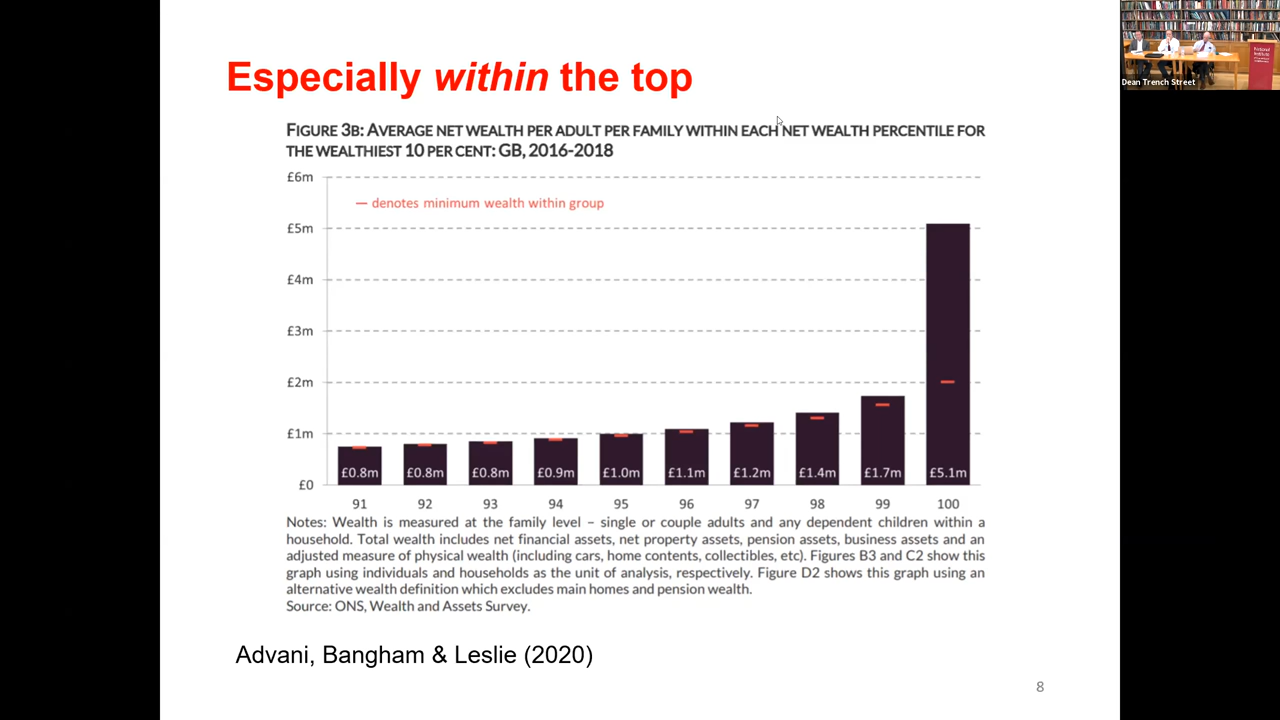 Especially within the top
FIGURE 3B: AVERAGE NET WEALTH PER ADULT PER FAMILY WITHIN EACH NET WEALTH PERCENTILE FOR
THE WEALTHIEST 10 PER CENT: GB, 2016-2018
£6m
— denotes minimum wealth within group
£5m
£4m
£3m
£2m
£1m
£0
£0.8m £0.8m £0.8m £0.9m £1.0m £1.1m £1.2m £1.4m £1.7m £5.1m
91 92 93 94 95 96 97 98 99 100
Notes: Wealth is measured at the family level – single or couple adults and any dependent children within a
household. Total wealth includes net financial assets, net property assets, pension assets, business assets and an
adjusted measure of physical wealth (including cars, home contents, collectibles, etc). Figures B3 and C2 show this
graph using individuals and households as the unit of analysis, respectively. Figure D2 shows this graph using an
alternative wealth definition which excludes main homes and pension wealth.
Source: ONS, Wealth and Assets Survey.
Advani, Bangham & Leslie (2020)
8
Dean Trench Street
National
Institute